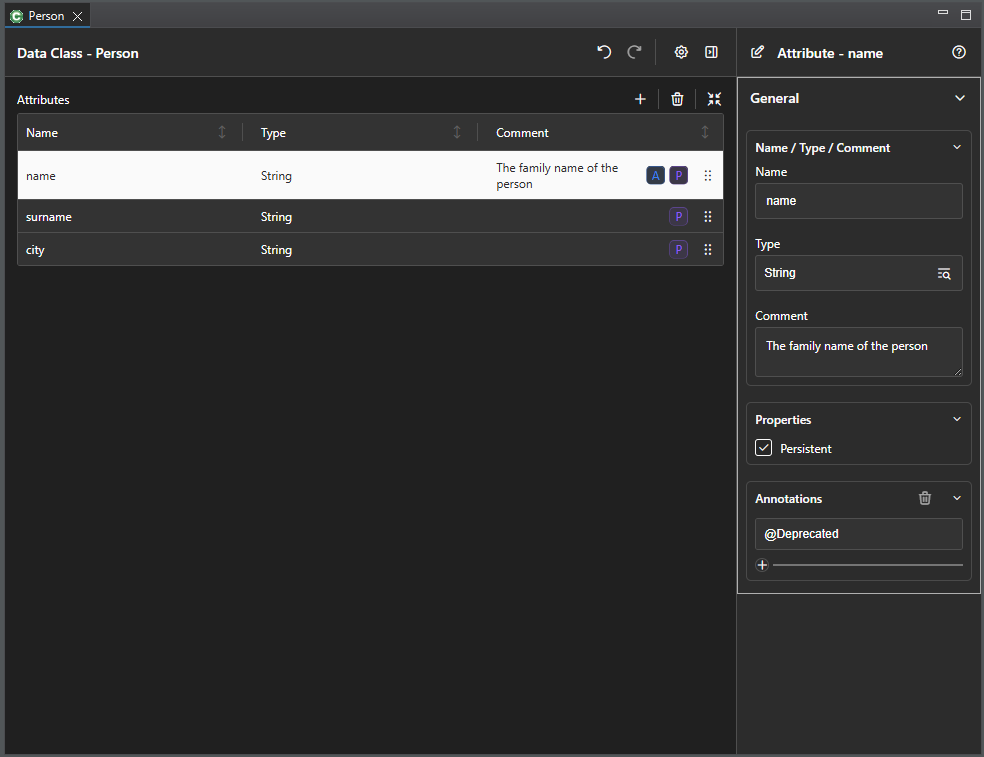 Person
Data Class - Person
Attribute - name
Attributes
General
Name Type Comment
name String The family name of the
person A P
surname String P
city String P
Name / Type / Comment
Name
name
Type
String
Comment
The family name of the person
Properties
Persistent
Annotations
@Deprecated